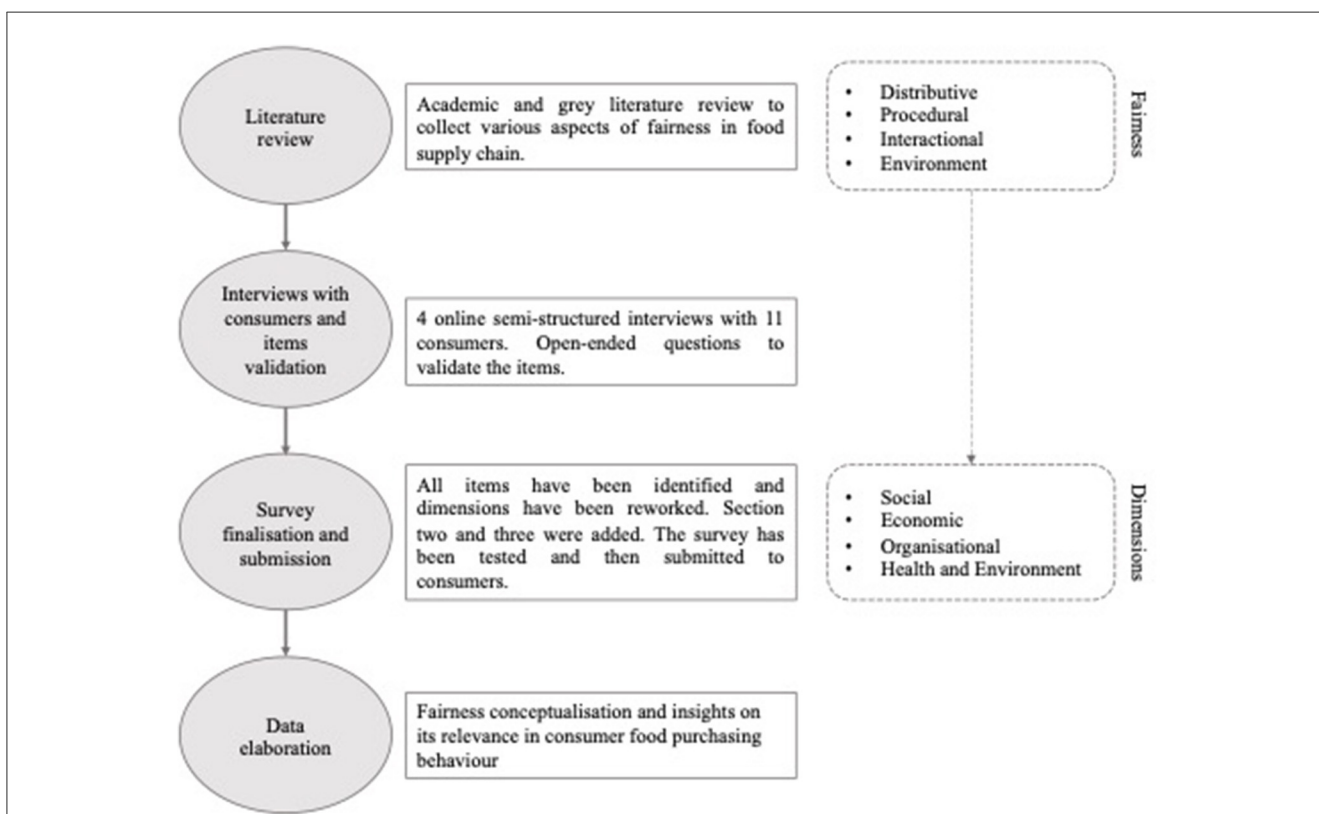 Literature
review
Academic and grey literature review to
collect various aspects of fairness in food
supply chain.
• Distributive
• Procedural
• Interactional
• Environment
Fairness
Interviews with
consumers and
items
validation
4 online semi-structured interviews with 11
consumers. Open-ended questions to
validate the items.
Survey
finalisation and
submission
All items have been identified and
dimensions have been reworked. Section
two and three were added. The survey has
been tested and then submitted to
consumers.
• Social
• Economic
• Organisational
• Health and Environment
Dimensions
Data
elaboration
Fairness conceptualisation and insights on
its relevance in consumer food purchasing
behaviour